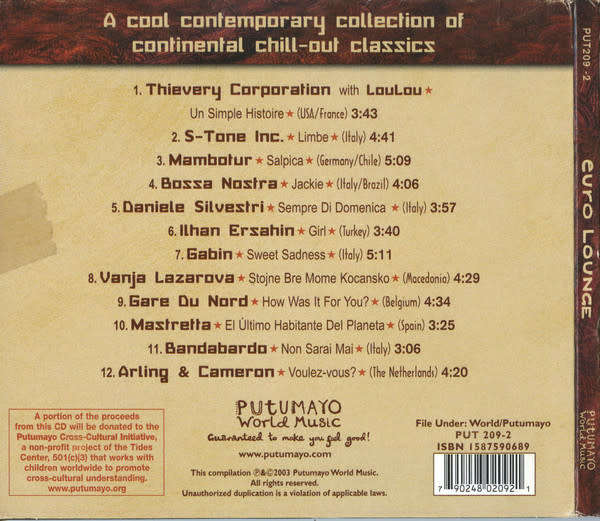 A cool contemporary collection of
continental chill-out classics
1. Thievery Corporation with LouLou ★
Un Simple Histoire ★ (USA/France) 3:43
2. S-Tone Inc. ★ Limbe ★ (Italy) 4:41
3. Mambotur ★ Salpica ★ (Germany/Chile) 5:09
4. Bossa Nostra ★ Jackie ★ (Italy/Brazil) 4:06
5. Daniele Silvestri ★ Sempre Di Domenica ★ (Italy) 3:57
6. Ilhan Ersahin ★ Girl ★ (Turkey) 3:40
7. Gabin ★ Sweet Sadness ★ (Italy) 5:11
8. Vanja Lazarova ★ Stojne Bre Mome Kocansko ★ (Macedonia) 4:29
9. Gare Du Nord ★ How Was It For You? ★ (Belgium) 4:34
10. Mastretta ★ El Último Habitante Del Planeta ★ (Spain) 3:25
11. Bandabardo ★ Non Sarai Mai ★ (Italy) 3:06
12. Arling & Cameron ★ Voulez-vous? ★ (The Netherlands) 4:20
A portion of the proceeds
from this CD will be donated to the
Putumayo Cross-Cultural Initiative,
a non-profit project of the Tides
Center, 501(c)(3) that works with
children worldwide to promote
cross-cultural understanding.
www.putumayo.org
PUTUMAYO
World Music
Guaranteed to make you feel good!
www.putumayo.com
This compilation ℗&©2003 Putumayo World Music.
All rights reserved.
Unauthorized duplication is a violation of applicable laws.
File Under: World/Putumayo
PUT 209-2
ISBN 1587590689
7 90248 02092 1
PUT209-2
EURO LOUNGE
PUTUMAYO
World Music